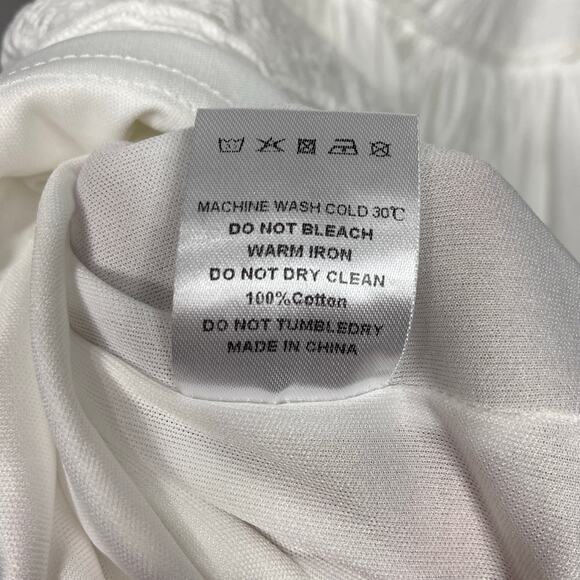 MACHINE WASH COLD 30℃
DO NOT BLEACH
WARM IRON
DO NOT DRY CLEAN
100%Cotton
DO NOT TUMBLEDRY
MADE IN CHINA